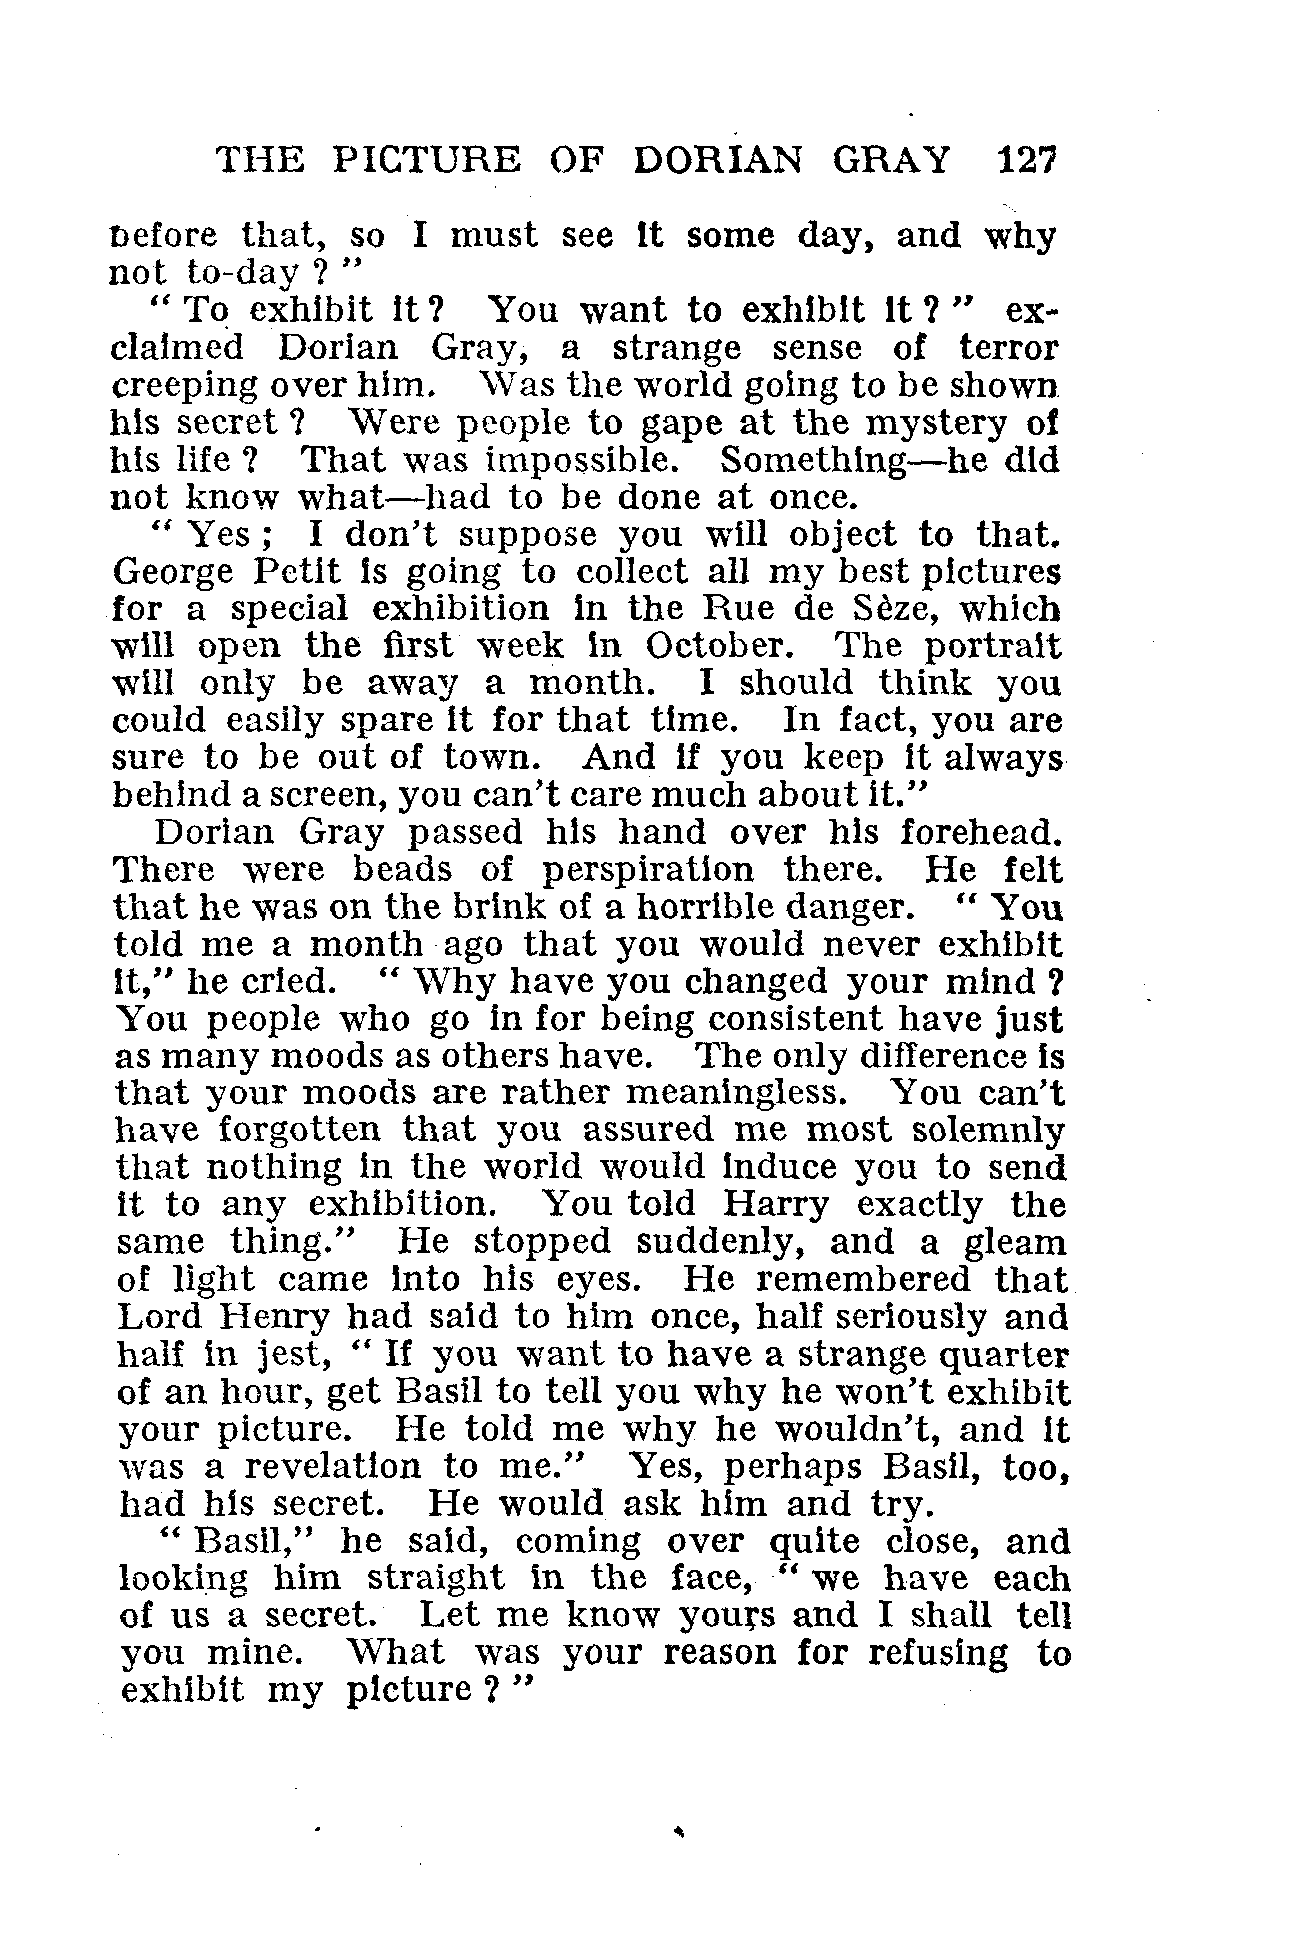 THE PICTURE OF DORIAN GRAY 127
before that, so I must see it some day, and why
not to-day ? "
" To exhibit it ? You want to exhibit it ? " ex-
claimed Dorian Gray, a strange sense of terror
creeping over him. Was the world going to be shown
his secret ? Were people to gape at the mystery of
his life ? That was impossible. Something—he did
not know what—had to be done at once.
" Yes ; I don't suppose you will object to that.
George Petit is going to collect all my best pictures
for a special exhibition in the Rue de Sèze, which
will open the first week in October. The portrait
will only be away a month. I should think you
could easily spare it for that time. In fact, you are
sure to be out of town. And if you keep it always
behind a screen, you can't care much about it."
Dorian Gray passed his hand over his forehead.
There were beads of perspiration there. He felt
that he was on the brink of a horrible danger. " You
told me a month ago that you would never exhibit
it," he cried. " Why have you changed your mind ?
You people who go in for being consistent have just
as many moods as others have. The only difference is
that your moods are rather meaningless. You can't
have forgotten that you assured me most solemnly
that nothing in the world would induce you to send
it to any exhibition. You told Harry exactly the
same thing." He stopped suddenly, and a gleam
of light came into his eyes. He remembered that
Lord Henry had said to him once, half seriously and
half in jest, " If you want to have a strange quarter
of an hour, get Basil to tell you why he won't exhibit
your picture. He told me why he wouldn't, and it
was a revelation to me." Yes, perhaps Basil, too,
had his secret. He would ask him and try.
" Basil," he said, coming over quite close, and
looking him straight in the face, " we have each
of us a secret. Let me know yours and I shall tell
you mine. What was your reason for refusing to
exhibit my picture ? "